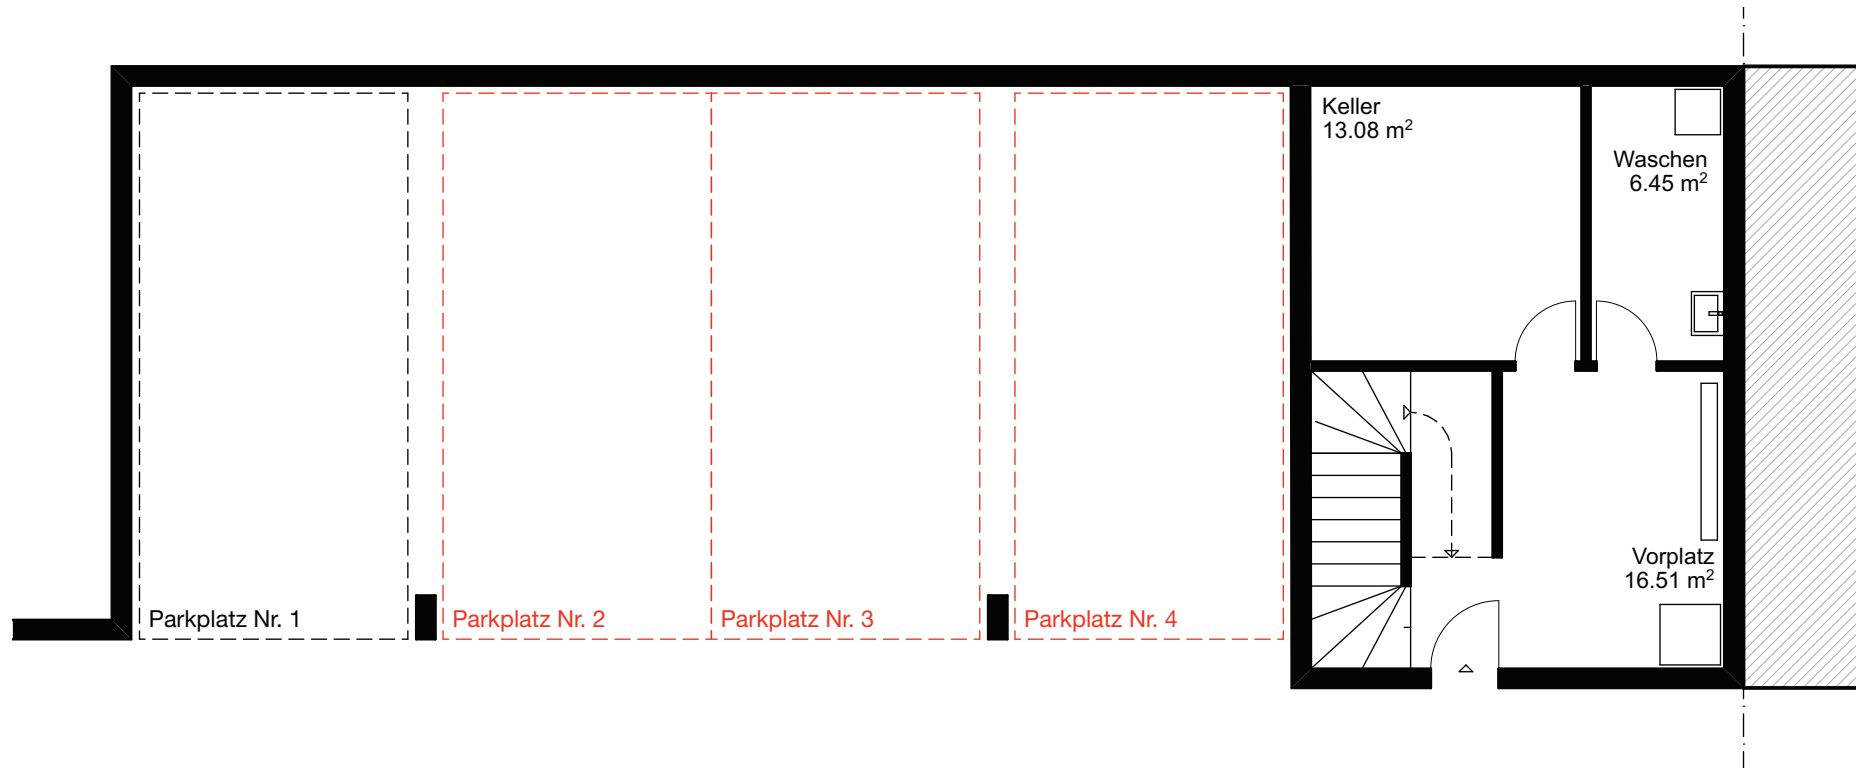 Keller
13.08 m²
Waschen
6.45 m²
Vorplatz
16.51 m²
Parkplatz Nr. 1
Parkplatz Nr. 2
Parkplatz Nr. 3
Parkplatz Nr. 4